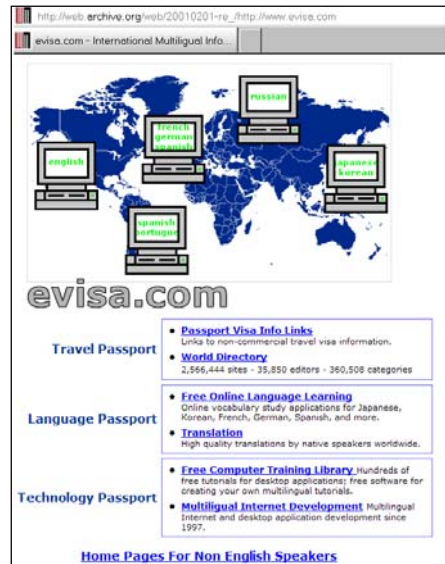 http://web.archive.org/web/20010201-re_/http://www.evisa.com
evisa.com - International Multiligual Info...
russian
french
german
spanish
english
apanese
korean
spanish
portugue
evisa.com
Travel Passport
Passport Visa Info Links
Links to non-commercial travel visa information.
World Directory
2,566,444 sites - 35,850 editors - 360,508 categories
Language Passport
Free Online Language Learning
Online vocabulary study applications for Japanese,
Korean, French, German, Spanish, and more.
Translation
High quality translations by native speakers worldwide.
Technology Passport
Free Computer Training Library Hundreds of
free tutorials for desktop applications; free software for
creating your own multilingual tutorials.
Multiligual Internet Development Multilingual
Internet and desktop application development since
1997.
Home Pages For Non English Speakers